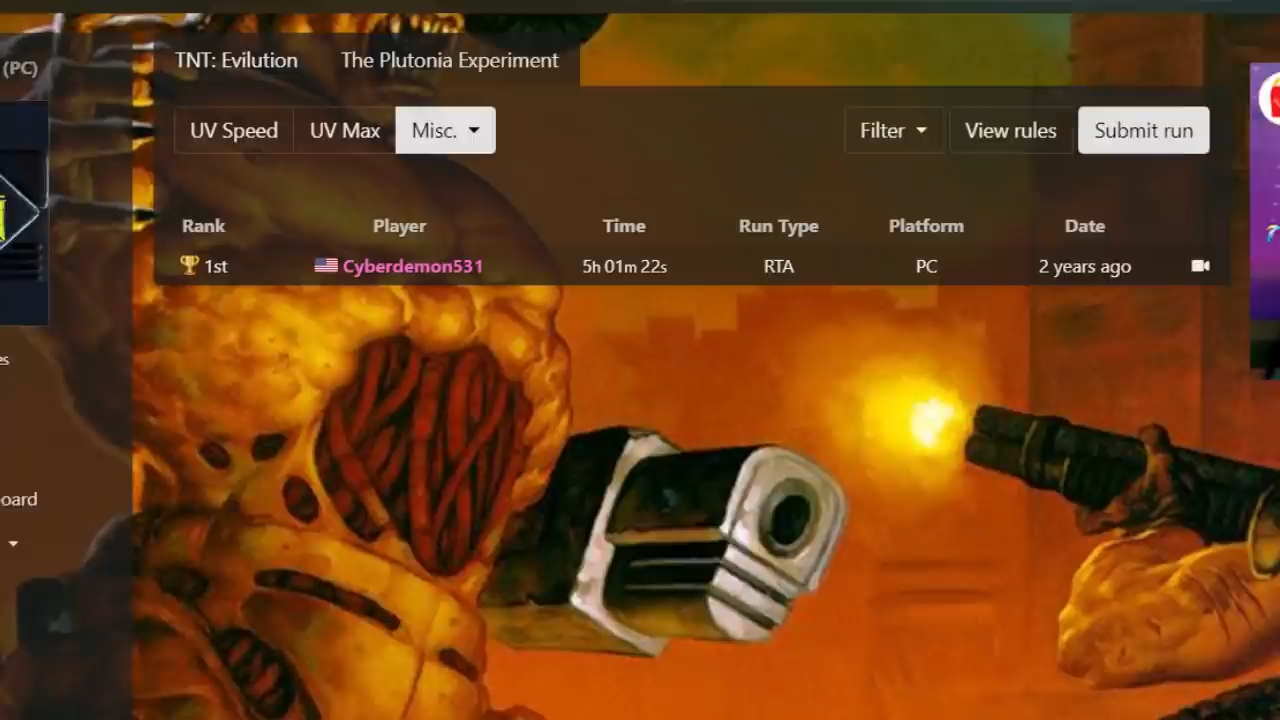 (PC)
TNT: Evilution The Plutonia Experiment
UV Speed UV Max Misc. Filter View rules Submit run
Rank Player Time Run Type Platform Date
1st Cyberdemon531 5h 01m 22s RTA PC 2 years ago
es
oard